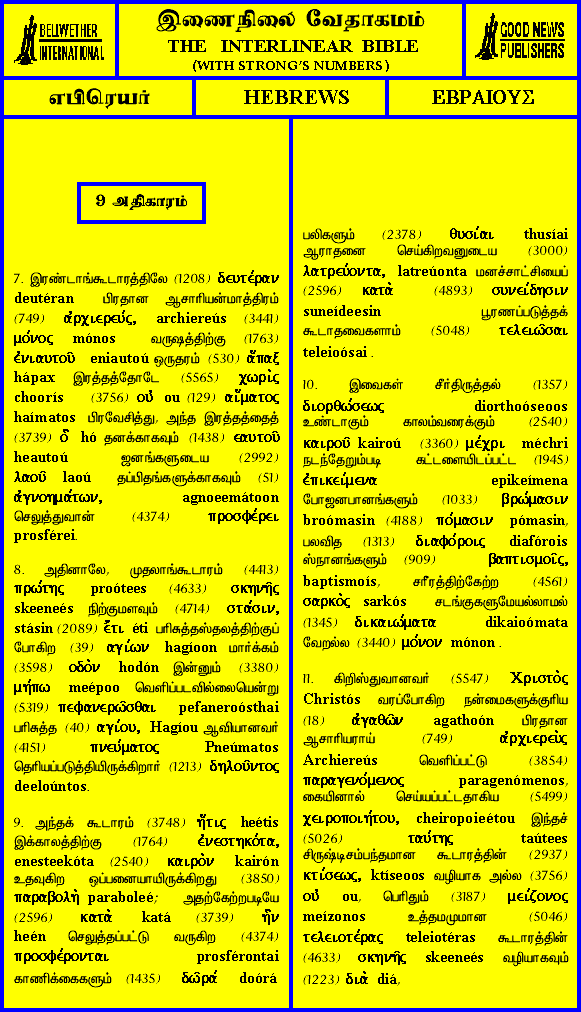 BELLWETHER
INTERNATIONAL
இணைநிலை வேதாகமம்
THE INTERLINEAR BIBLE
(WITH STRONG'S NUMBERS)
GOOD NEWS
PUBLISHERS
எபிரெயர்
HEBREWS
ΕΒΡΑΙΟΥΣ
9 அதிகாரம்
7. இரண்டாங்கூடாரத்திலே (1208) δευτέραν
deutéran பிரதான ஆசாரியன்மாத்திரம்
(749) ἀρχιερεύς, archiereús (3441)
μόνος mónos வருஷத்திற்கு (1763)
ἐνιαυτοῦ eniautoú ஒருதரம் (530) ἅπαξ
hápax இரத்தத்தோடே (5565) χωρὶς
choorís (3756) οὐ ou (129) αἵματος
haímatos பிரவேசித்து, அந்த இரத்தத்தைத்
(3739) ὃ hó தனக்காகவும் (1438) εαυτοῦ
heautoú ஜனங்களுடைய (2992)
λαοῦ laoú தப்பிதங்களுக்காகவும் (51)
ἀγνοημάτων, agnoeemátoon
செலுத்துவான் (4374) προσφέρει
prosférei.
8. அதினாலே, முதலாங்கூடாரம் (4413)
πρώτης proótees (4633) σκηνῆς
skeeneés நிற்குமளவும் (4714) στάσιν,
stásin (2089) ἔτι éti பரிசுத்தஸ்தலத்திற்குப்
போகிற (39) ἁγίων hagíoon மார்க்கம்
(3598) οδὸν hodón இன்னும் (3380)
μήπω meépoo வெளிப்படவில்லையென்று
(5319) πεφανερῶσθαι pefaneroósthai
பரிசுத்த (40) αγίου, Hagíou ஆவியானவர்
(4151) πνεύματος Pneúmatos
தெரியப்படுத்தியிருக்கிறார் (1213) δηλοῦντος
deeloúntos.
9. அந்தக் கூடாரம் (3748) ἥτις heétis
இக்காலத்திற்கு (1764) ἐνεστηκότα,
enesteekóta (2540) καιρὸν kairón
உதவுகிற ஒப்பனையாயிருக்கிறது (3850)
παραβολὴ paraboleé; அதற்கேற்றபடியே
(2596) κατὰ katá (3739) ἣν
heén செலுத்தப்பட்டு வருகிற (4374)
προσφέρονται prosférontai
காணிக்கைகளும் (1435) δῶρά doórá
பலிகளும் (2378) θυσίαι thusíai
ஆராதனை செய்கிறவனுடைய (3000)
λατρεύοντα, latreúonta மனச்சாட்சியைப்
(2596) κατὰ (4893) συνείδησιν
suneídeesin பூரணப்படுத்தக்
கூடாதவைகளாம் (5048) τελειῶσαι
teleioósai .
10. இவைகள் சீர்திருத்தல் (1357)
διορθώσεως diorthoóseoos
உண்டாகும் காலம்வரைக்கும் (2540)
καιροῦ kairoú (3360) μέχρι méchri
நடந்தேறும்படி கட்டளையிடப்பட்ட (1945)
ἐπικείμενα epikeímena
போஜனபானங்களும் (1033) βρώμασιν
broómasin (4188) πόμασιν pómasin,
பலவித (1313) διαφόροις diafórois
ஸ்நானங்களும் (909) βαπτισμοῖς,
baptismoís, சரீரத்திற்கேற்ற (4561)
σαρκὸς sarkós சடங்குகளுமேயல்லாமல்
(1345) δικαιώματα dikaioómata
வேறல்ல (3440) μόνον mónon .
11. கிறிஸ்துவானவர் (5547) Χριστὸς
Christós வரப்போகிற நன்மைகளுக்குரிய
(18) ἀγαθῶν agathoón பிரதான
ஆசாரியராய் (749) ἀρχιερεὺς
Archiereús வெளிப்பட்டு (3854)
παραγενόμενος paragenómenos,
கையினால் செய்யப்பட்டதாகிய (5499)
χειροποιήτου, cheiropoieétou இந்தச்
(5026) ταύτης taútees
சிருஷ்டிசம்பந்தமான கூடாரத்தின் (2937)
κτίσεως, ktíseoos வழியாக அல்ல (3756)
οὐ ou, பெரிதும் (3187) μείζονος
meízonos உத்தமமுமான (5046)
τελειοτέρας teleiotéras கூடாரத்தின்
(4633) σκηνῆς skeeneés வழியாகவும்
(1223) διὰ diá,